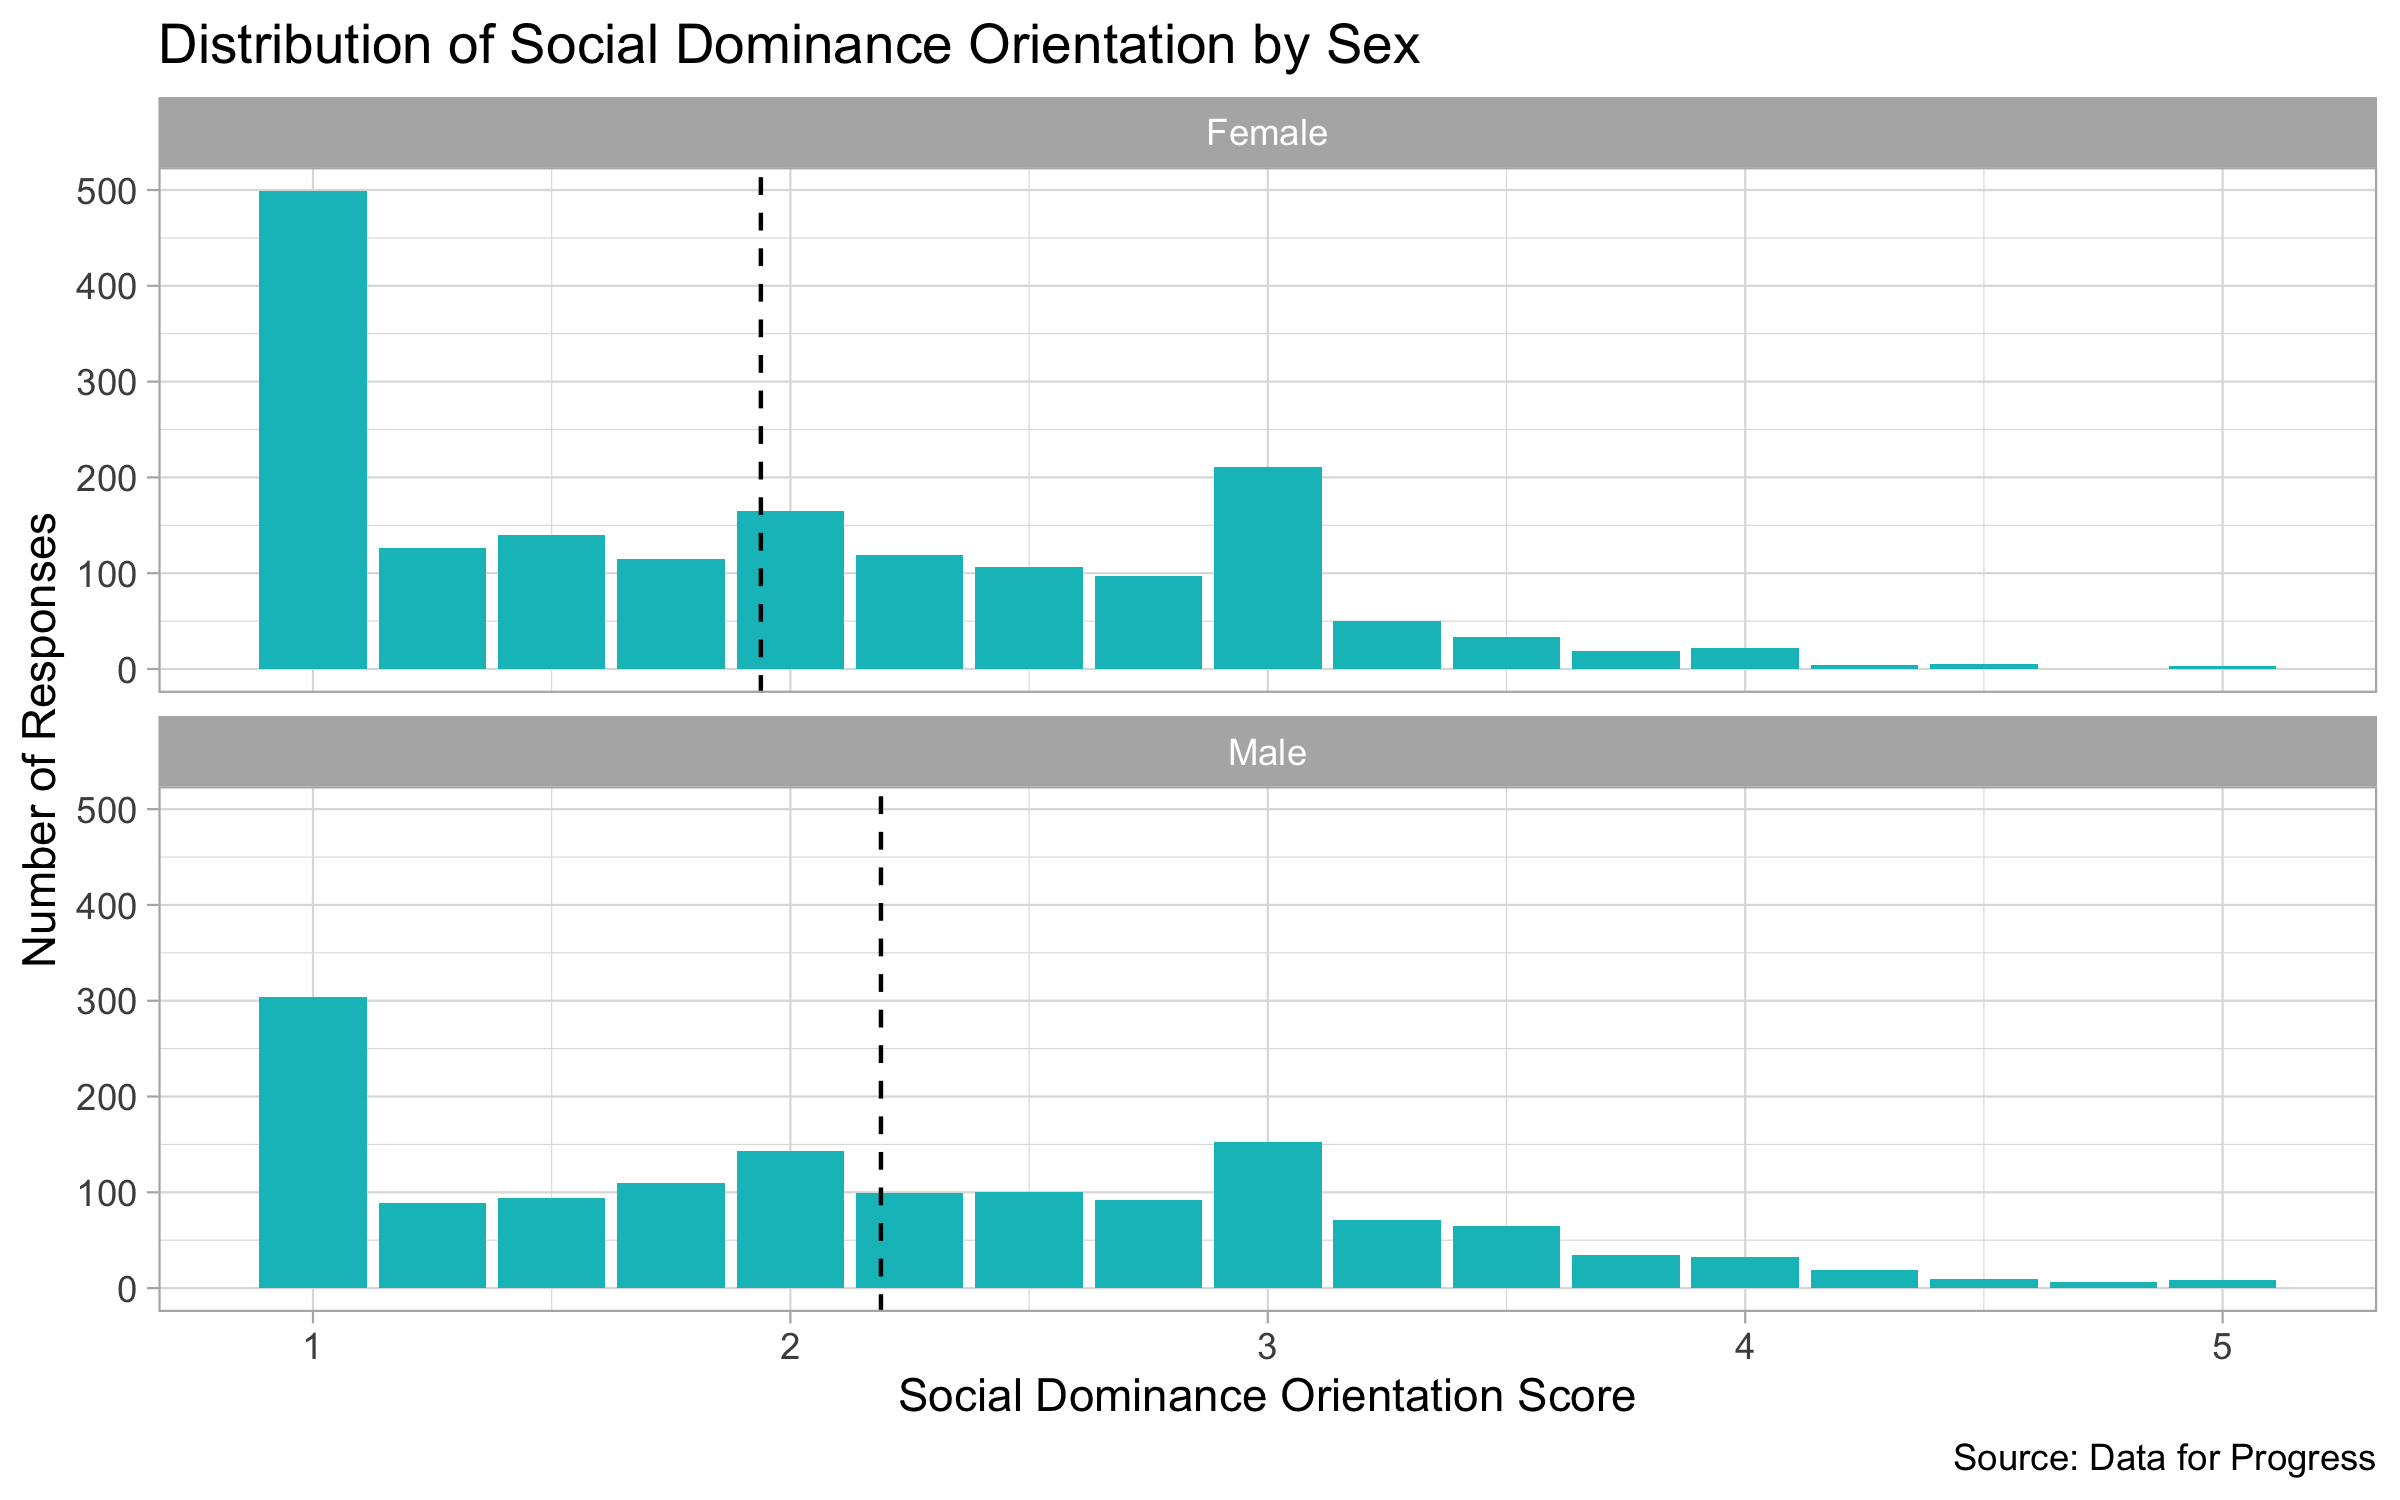 Distribution of Social Dominance Orientation by Sex
Female
500
400
300
200
100
0
Number of Responses
Male
500
400
300
200
100
0
1 2 3 4 5
Social Dominance Orientation Score
Source: Data for Progress